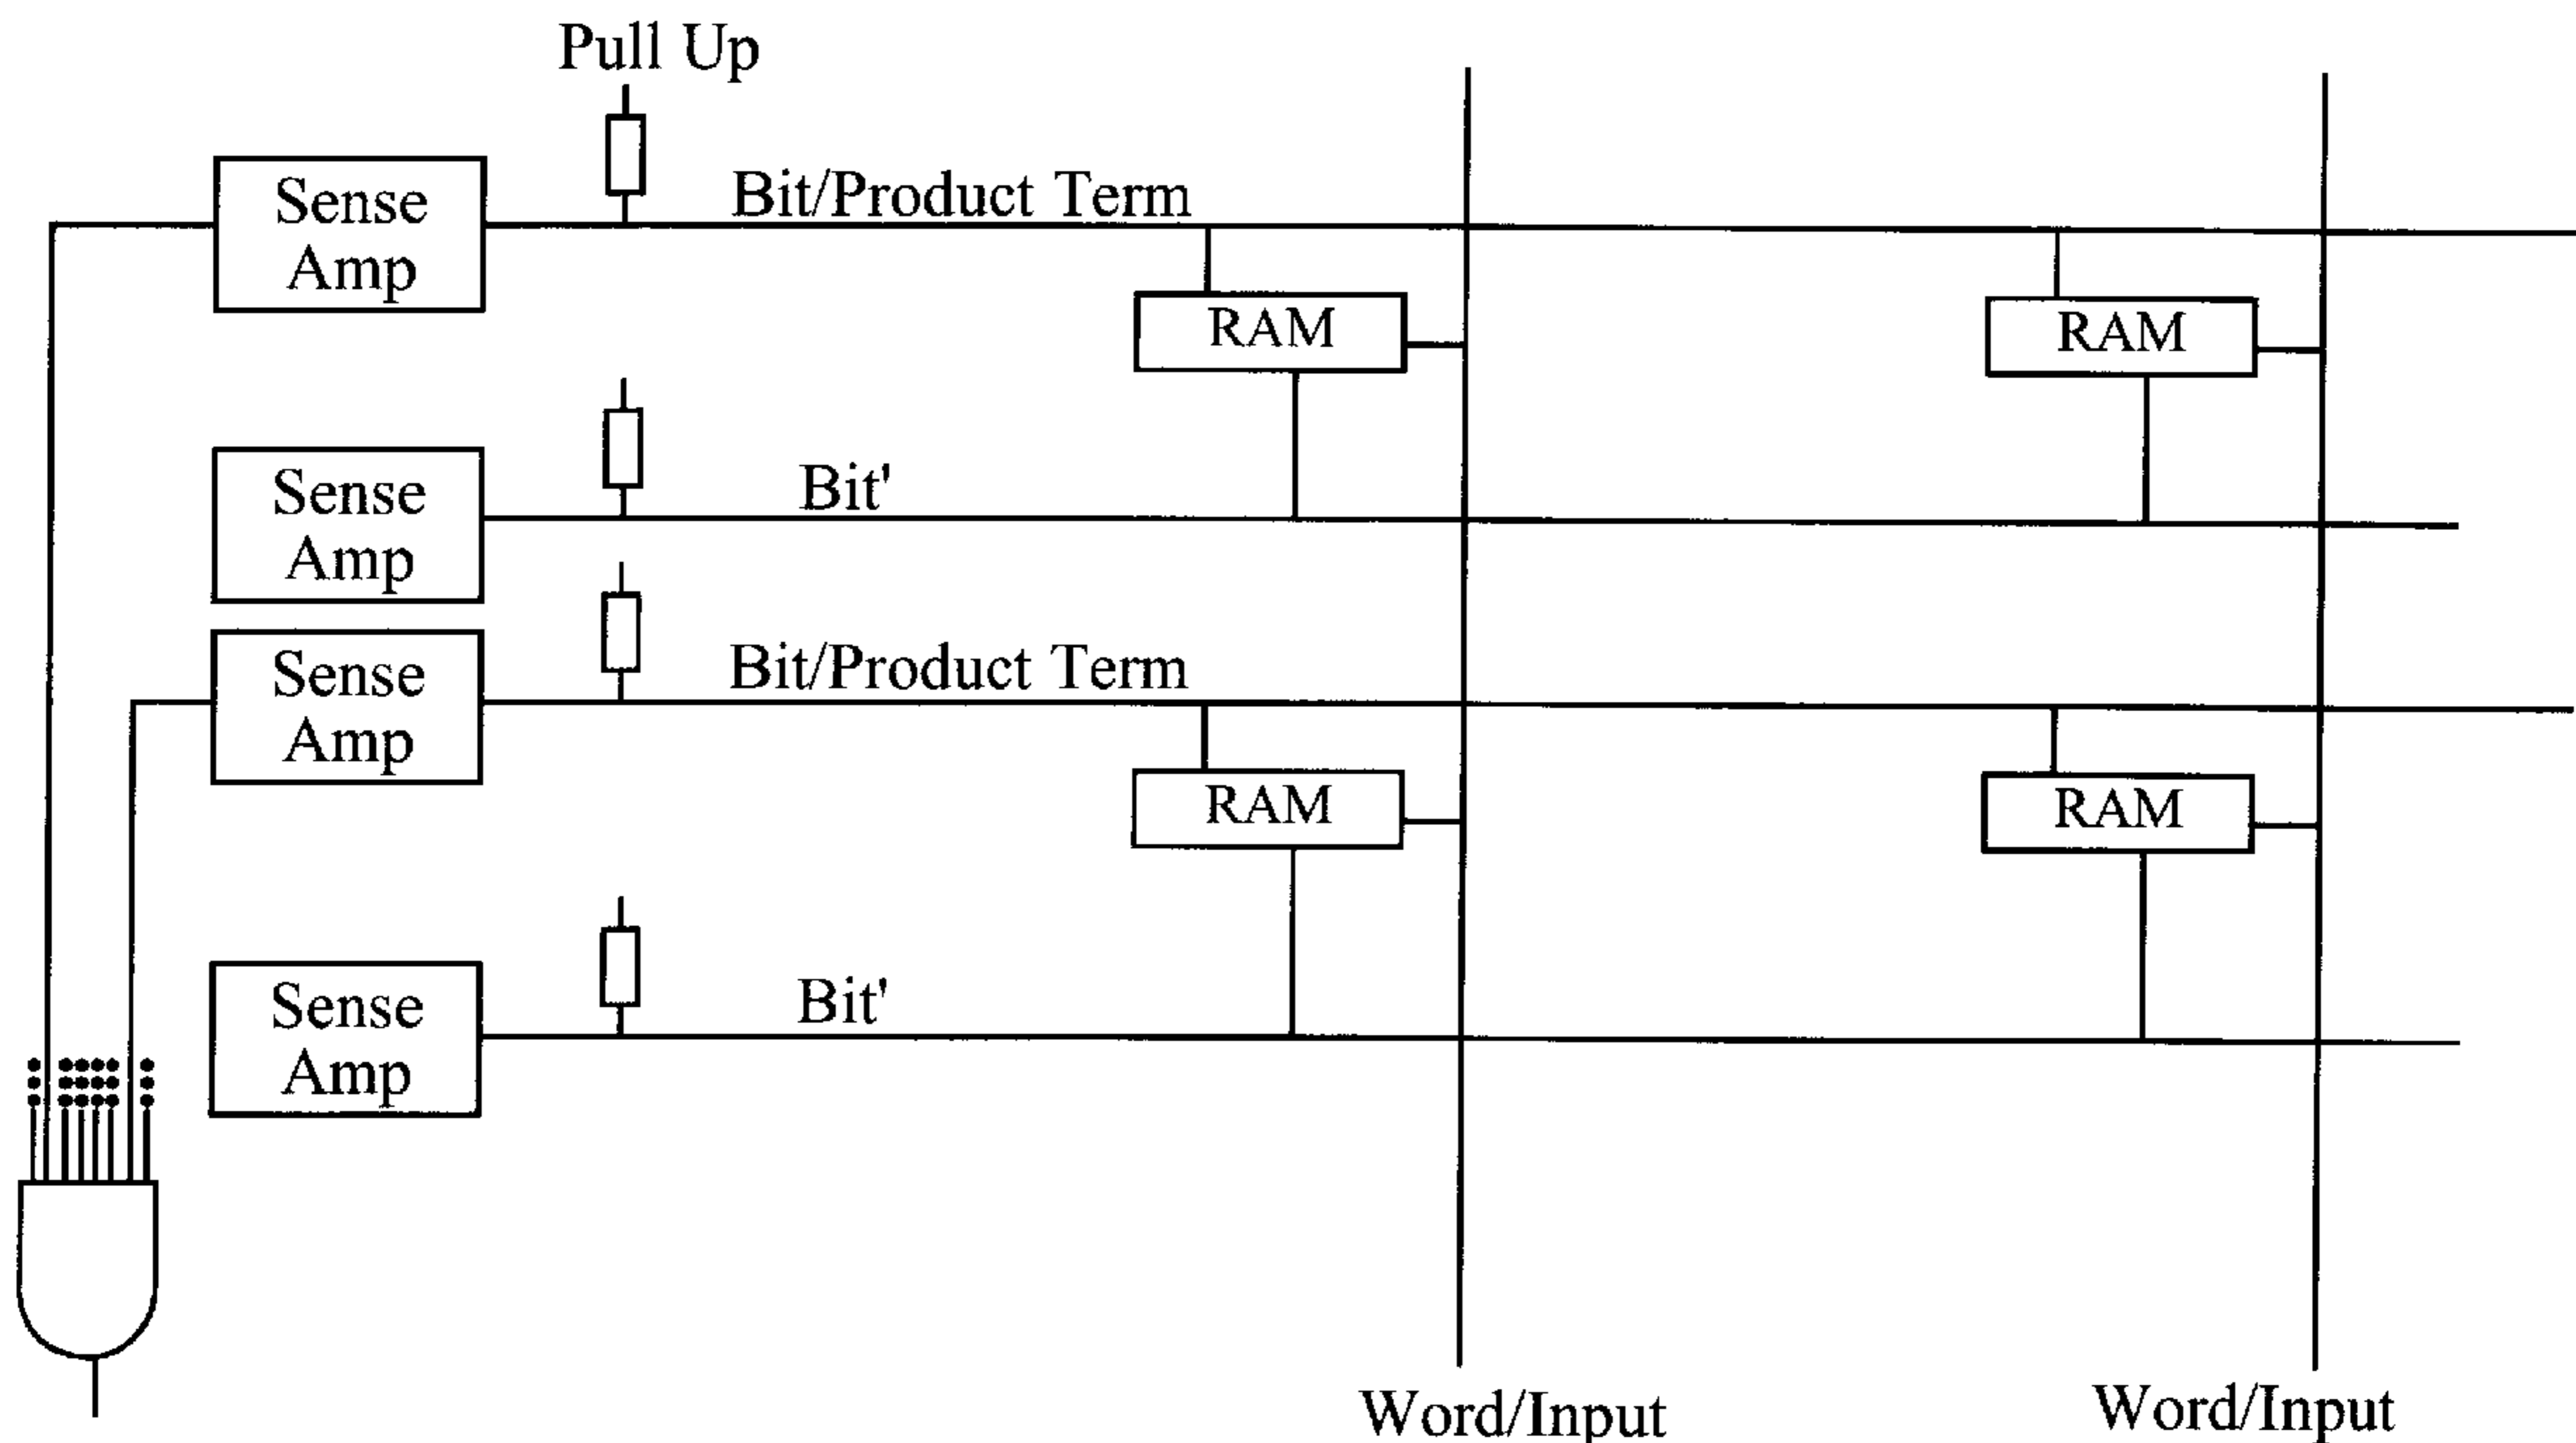 Pull Up
Sense
Amp
Bit/Product Term
RAM
RAM
Sense
Amp
Bit'
Sense
Amp
Bit/Product Term
RAM
RAM
Sense
Amp
Bit'
Word/Input
Word/Input